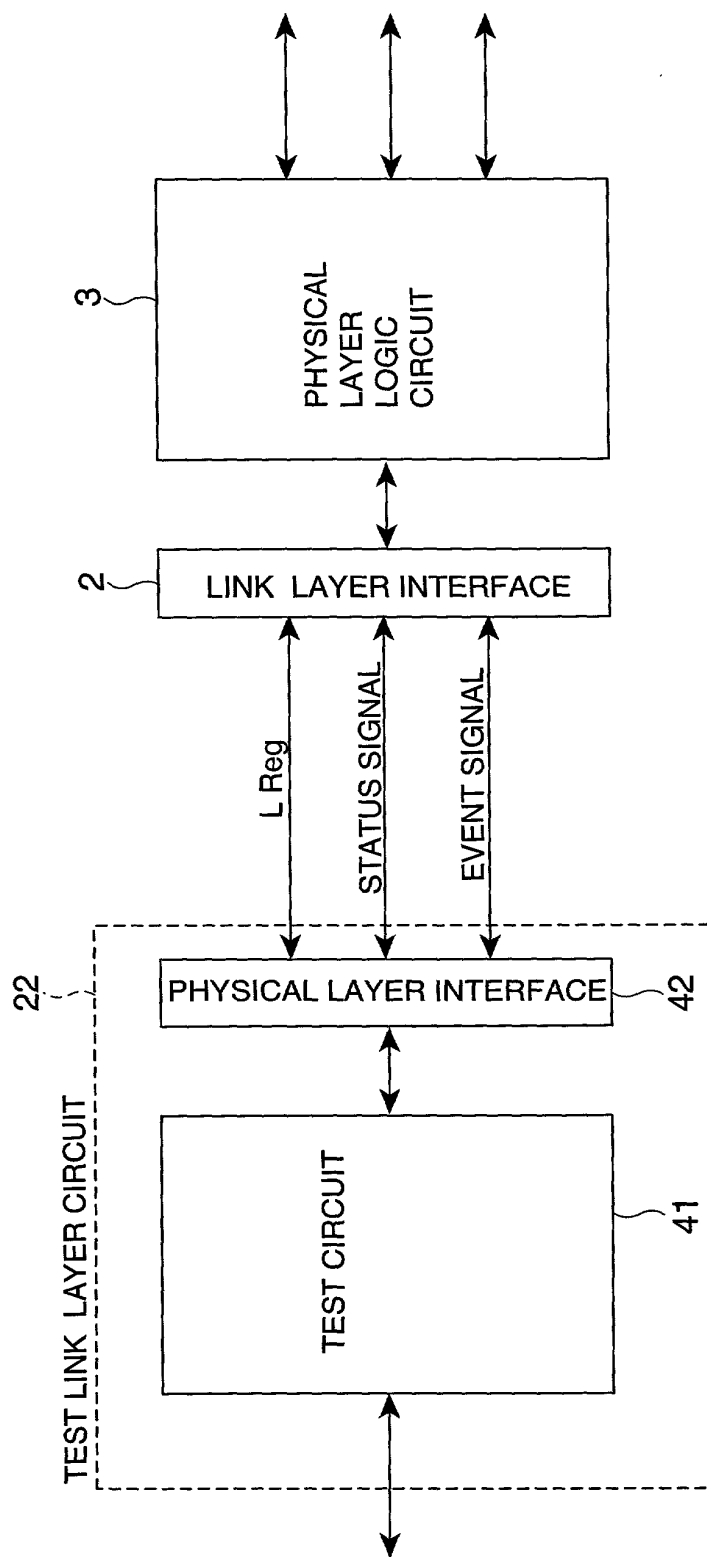 TEST LINK LAYER CIRCUIT
22
TEST CIRCUIT
41
PHYSICAL LAYER INTERFACE
42
L Reg
STATUS SIGNAL
EVENT SIGNAL
2
LINK LAYER INTERFACE
3
PHYSICAL
LAYER
LOGIC
CIRCUIT